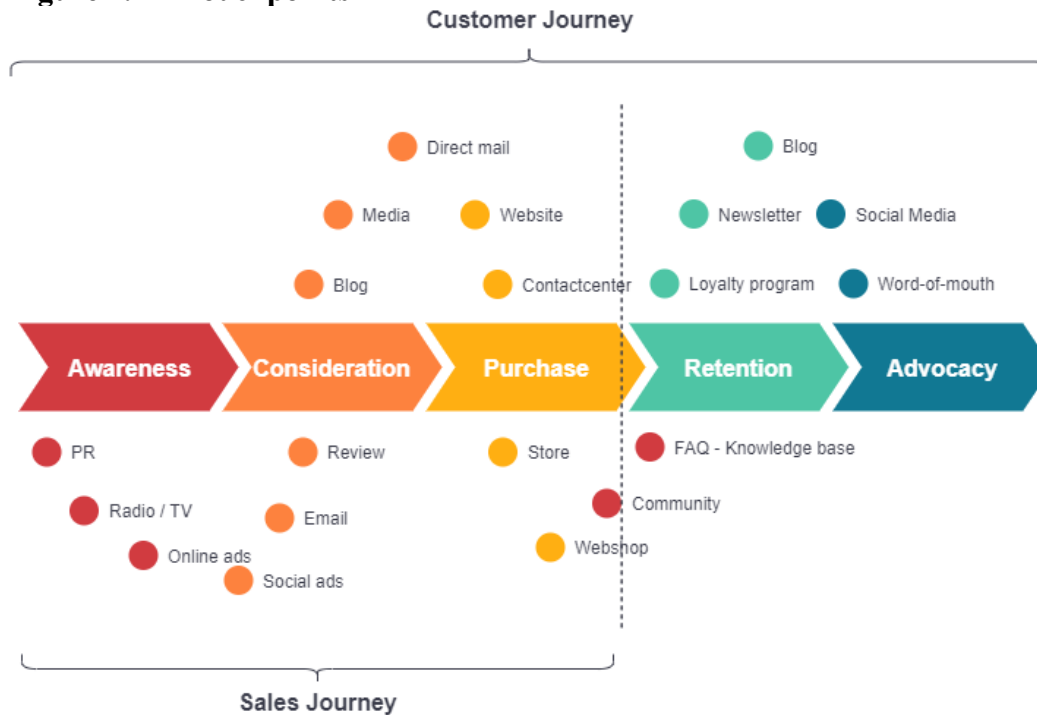 Customer Journey
Direct mail
Blog
Media
Website
Newsletter
Social Media
Blog
Contactcenter
Loyalty program
Word-of-mouth
Awareness
Consideration
Purchase
Retention
Advocacy
PR
Review
Store
FAQ - Knowledge base
Radio / TV
Email
Community
Online ads
Social ads
Webshop
Sales Journey